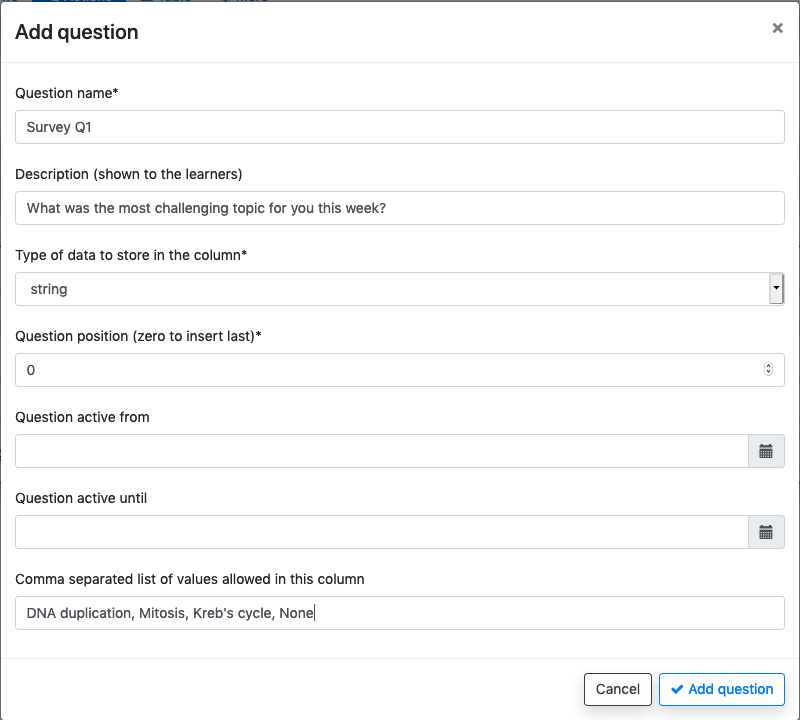 Add question
×
Question name*
Survey Q1
Description (shown to the learners)
What was the most challenging topic for you this week?
Type of data to store in the column*
string
Question position (zero to insert last)*
0
Question active from
Question active until
Comma separated list of values allowed in this column
DNA duplication, Mitosis, Kreb's cycle, None
Cancel
Add question